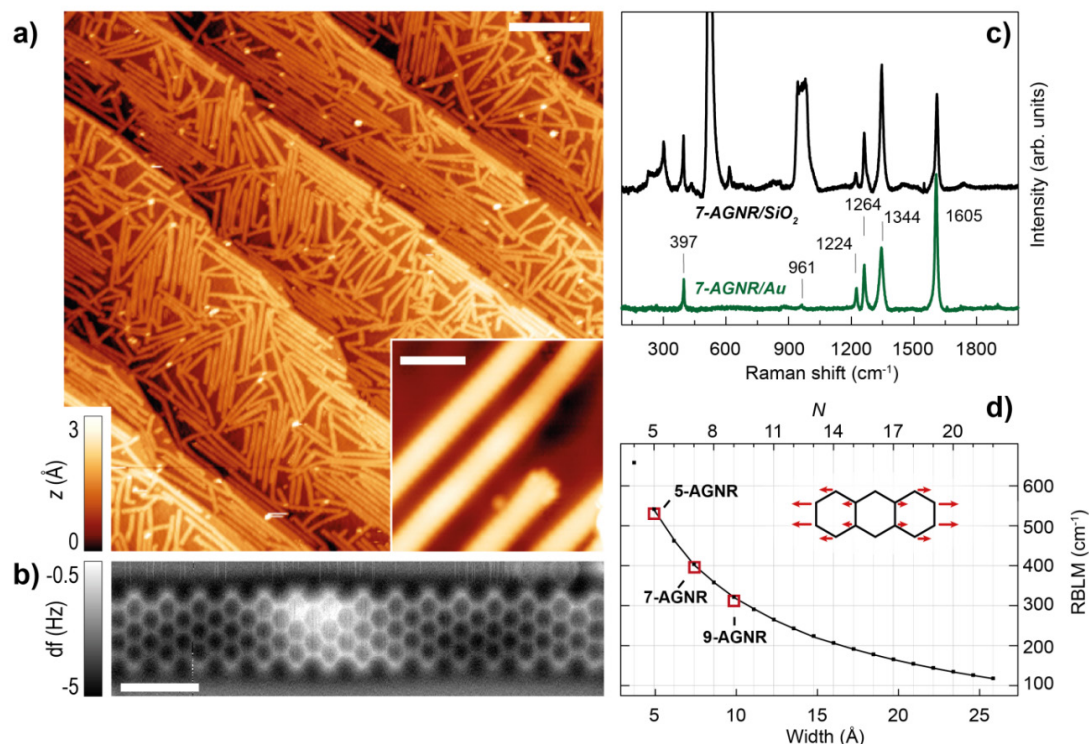 a)
3
z (Å)
0
b)
-0.5
df (Hz)
-5
c)
Intensity (arb. units)
7-AGNR/SiO₂
1264
1344
1605
397
1224
961
7-AGNR/Au
300 600 900 1200 1500 1800
Raman shift (cm⁻¹)
d)
N
5 8 11 14 17 20
5-AGNR
7-AGNR
9-AGNR
600
500
400
300
200
100
RBLM (cm⁻¹)
5 10 15 20 25
Width (Å)